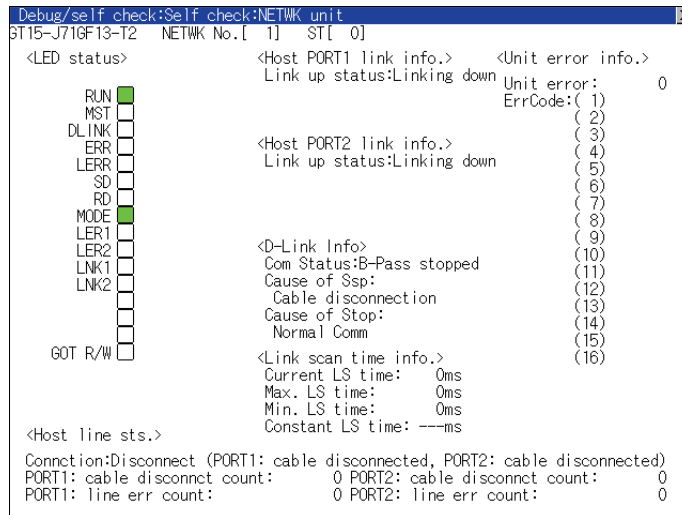 Debug/self check:Self check:NETWK unit
GT15-J71GF13-T2 NETWK No.[ 1] ST[ 0]
<LED status>
RUN
MST
DLINK
ERR
LERR
SD
RD
MODE
LER1
LER2
LNK1
LNK2
GOT R/W
<Host PORT1 link info.>
Link up status:Linking down
<Host PORT2 link info.>
Link up status:Linking down
<D-Link Info>
Com Status:B-Pass stopped
Cause of Ssp:
Cable disconnection
Cause of Stop:
Normal Comm
<Link scan time info.>
Current LS time: 0ms
Max. LS time: 0ms
Min. LS time: 0ms
Constant LS time: ---ms
<Unit error info.>
Unit error: 0
ErrCode:( 1)
( 2)
( 3)
( 4)
( 5)
( 6)
( 7)
( 8)
( 9)
(10)
(11)
(12)
(13)
(14)
(15)
(16)
<Host line sts.>
Connction:Disconnect (PORT1: cable disconnected, PORT2: cable disconnected)
PORT1: cable disconnct count: 0 PORT2: cable disconnct count: 0
PORT1: line err count: 0 PORT2: line err count: 0